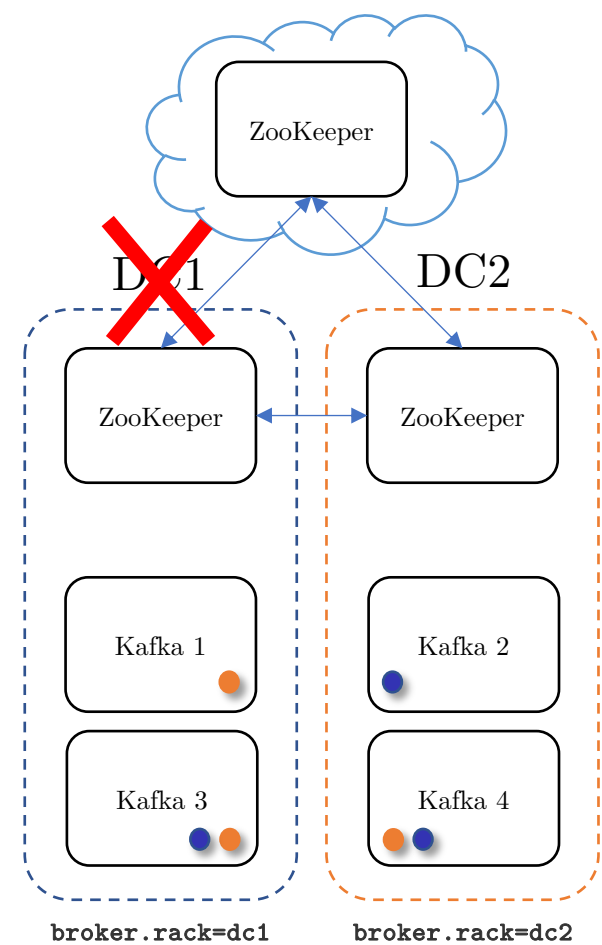 ZooKeeper
DC1
DC2
ZooKeeper
ZooKeeper
Kafka 1
Kafka 2
Kafka 3
Kafka 4
broker.rack=dc1
broker.rack=dc2